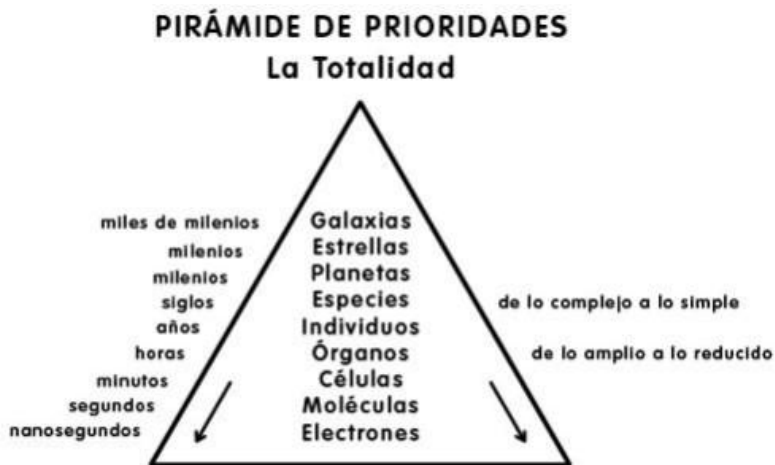 PIRÁMIDE DE PRIORIDADES
La Totalidad
miles de milenios Galaxias
milenios Estrellas
milenios Planetas
siglos Especies de lo complejo a lo simple
años Individuos
horas Órganos de lo amplio a lo reducido
minutos Células
segundos Moléculas
nanosegundos Electrones